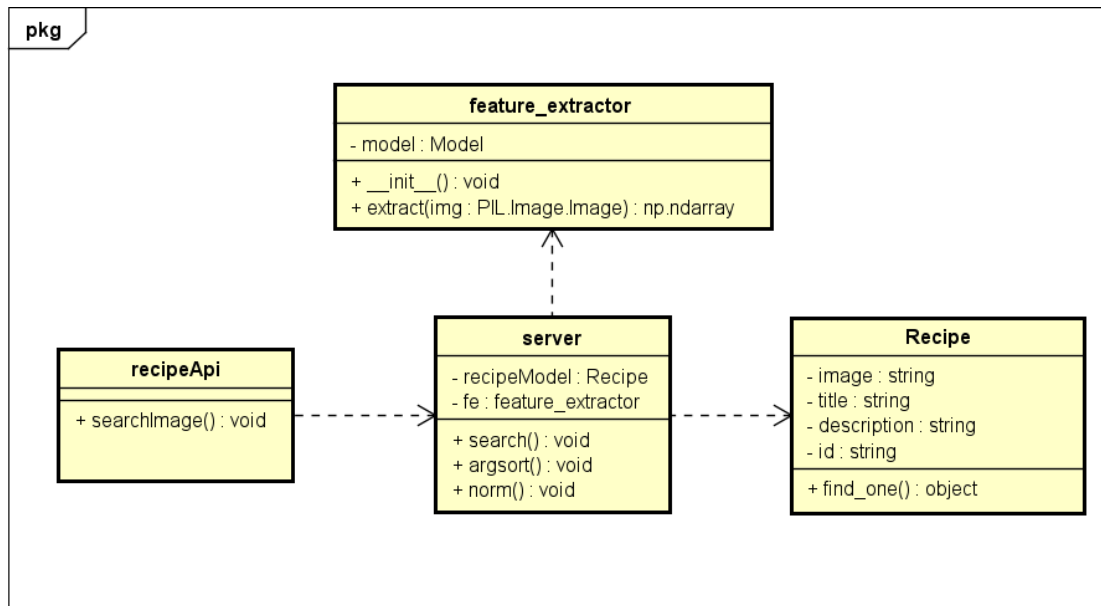 pkg
feature_extractor
- model : Model
+ __init__() : void
+ extract(img : PIL.Image.Image) : np.ndarray
recipeApi
+ searchImage() : void
server
- recipeModel : Recipe
- fe : feature_extractor
+ search() : void
+ argsort() : void
+ norm() : void
Recipe
- image : string
- title : string
- description : string
- id : string
+ find_one() : object